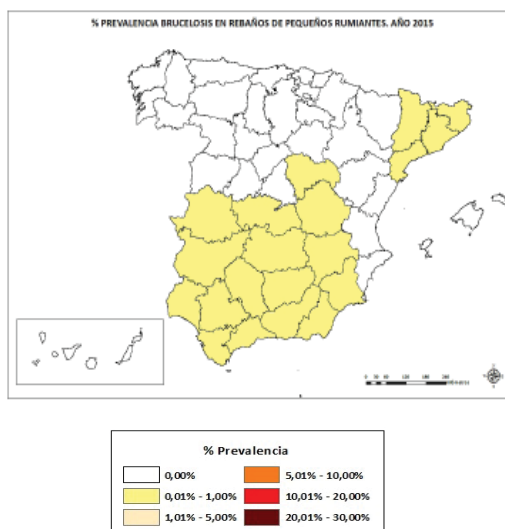 % PREVALENCIA BRUCELOSIS EN REBAÑOS DE PEQUEÑOS RUMIANTES. AÑO 2015
% Prevalencia
0,00%
5,01% - 10,00%
0,01% - 1,00%
10,01% - 20,00%
1,01% - 5,00%
20,01% - 30,00%